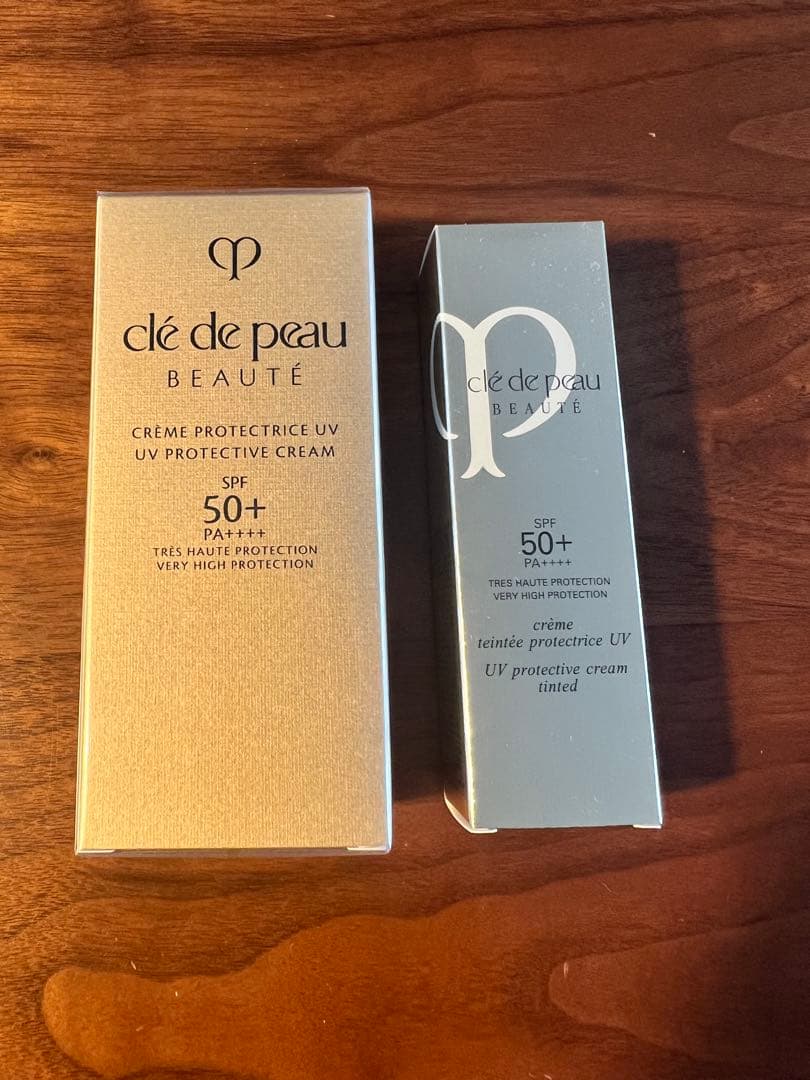 clé de peau
BEAUTÉ
CRÈME PROTECTRICE UV
UV PROTECTIVE CREAM
SPF
50+
PA++++
TRÈS HAUTE PROTECTION
VERY HIGH PROTECTION
clé de peau
BEAUTÉ
SPF
50+
PA++++
TRES HAUTE PROTECTION
VERY HIGH PROTECTION
crème
teintée protectrice UV
UV protective cream
tinted